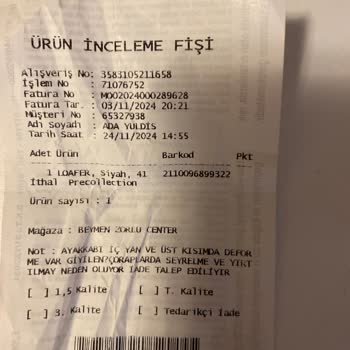 ÜRÜN İNCELEME FİŞİ
Alışveriş No: 3583105211658
İşlem No : 71076752
Fatura No : M002024000289628
Fatura Tar. : 03/11/2024 20:21
Müşteri No : 65327938
Adı Soyadı : ADA YULDIS
Tarih Saat : 24/11/2024 14:55
Adet Ürün Barkod Pkt
1 LOAFER, Siyah, 41 2110096899322
İthal Precollection
Ürün sayısı : 1
Mağaza : BEYMEN ZORLU CENTER
Not : AYAKKABI İÇ YAN VE ÜST KISIMDA DEFOR
ME VAR GİYİLEN?ÇORAPLARDA SEYRELME VE YIRT
ILMAY NEDEN OLUYOR İADE TALEP EDİLİYİR
[ ] 1,5 Kalite [ ] T. Kalite
[ ] 3. Kalite [ ] Tedarikçi İade